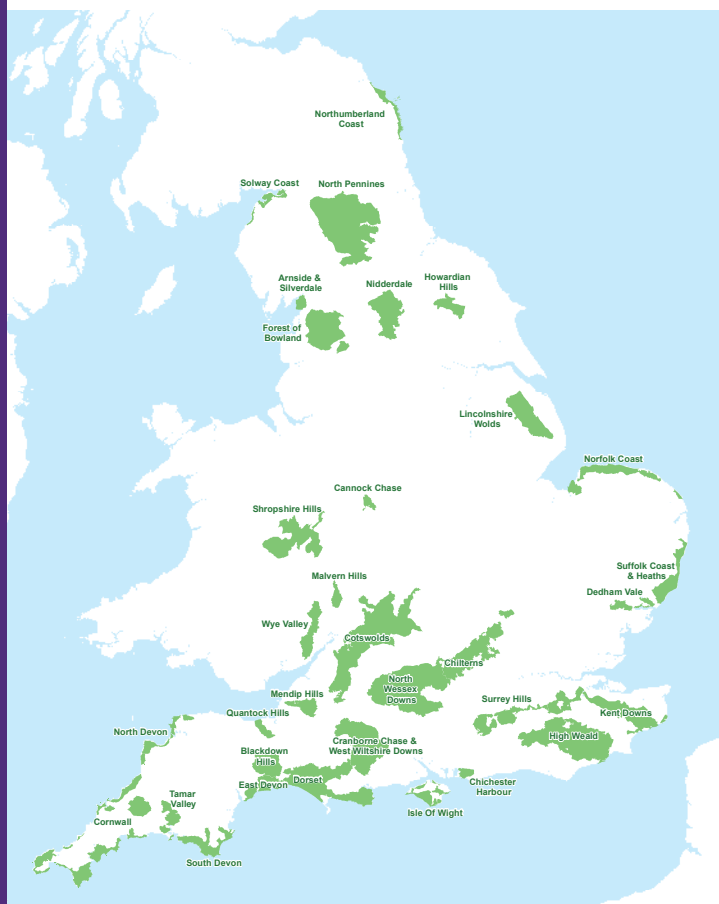 Northumberland
Coast
Solway Coast
North Pennines
Arnside &
Silverdale
Nidderdale
Howardian
Hills
Forest of
Bowland
Lincolnshire
Wolds
Norfolk Coast
Cannock Chase
Shropshire Hills
Suffolk Coast
& Heaths
Malvern Hills
Dedham Vale
Wye Valley
Cotswolds
Chilterns
North
Wessex
Downs
Mendip Hills
Surrey Hills
Quantock Hills
Kent Downs
North Devon
High Weald
Cranborne Chase &
West Wiltshire Downs
Blackdown
Hills
East Devon
Dorset
Chichester
Harbour
Tamar
Valley
Isle Of Wight
Cornwall
South Devon